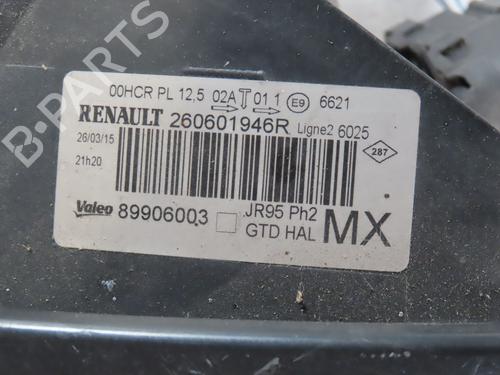 00HCR PL 12,5 02A T 01 1 E9 6621
RENAULT 260601946R Ligne2 6025
26/03/15
21h20
287
Valeo 89906003 JR95 Ph2
GTD HAL MX
B-PARTS